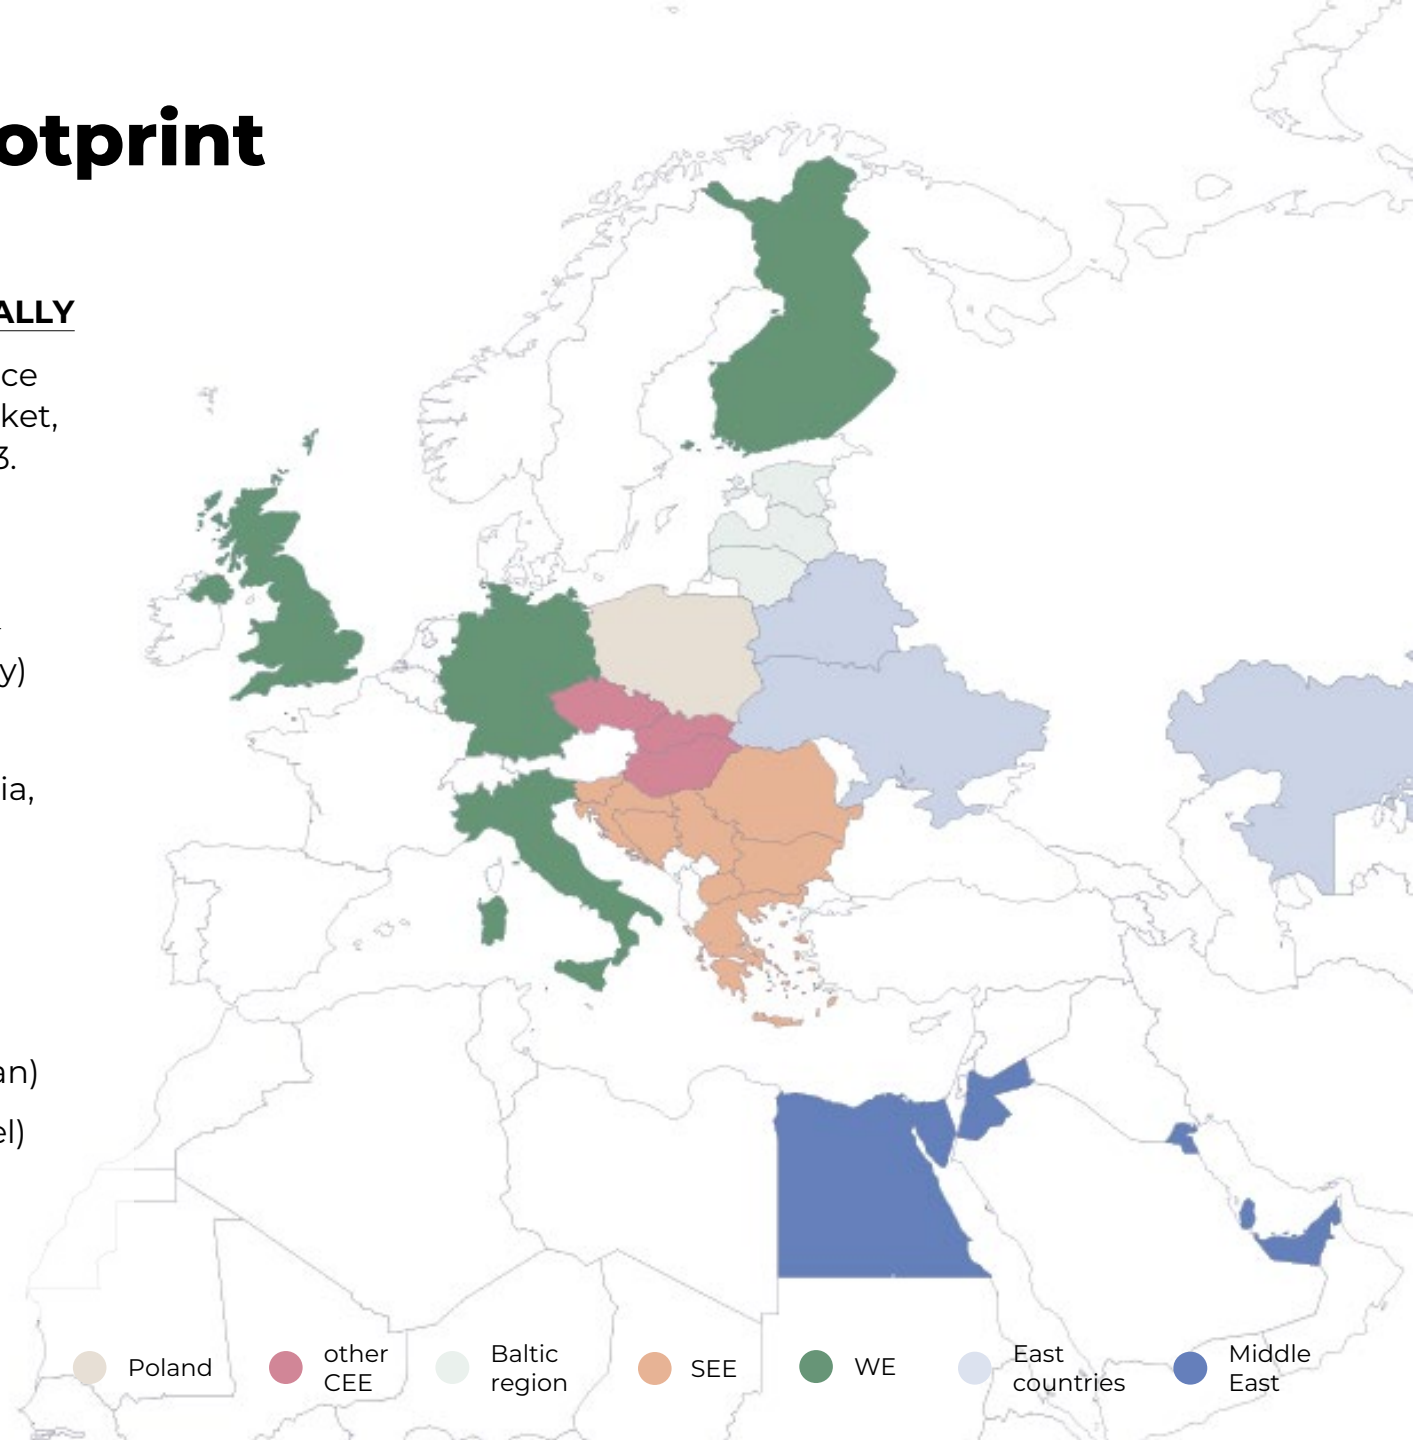 otprint
ALLY
ce
ket,
3.
y)
ia,
an)
el)
Poland
other
CEE
Baltic
region
SEE
WE
East
countries
Middle
East